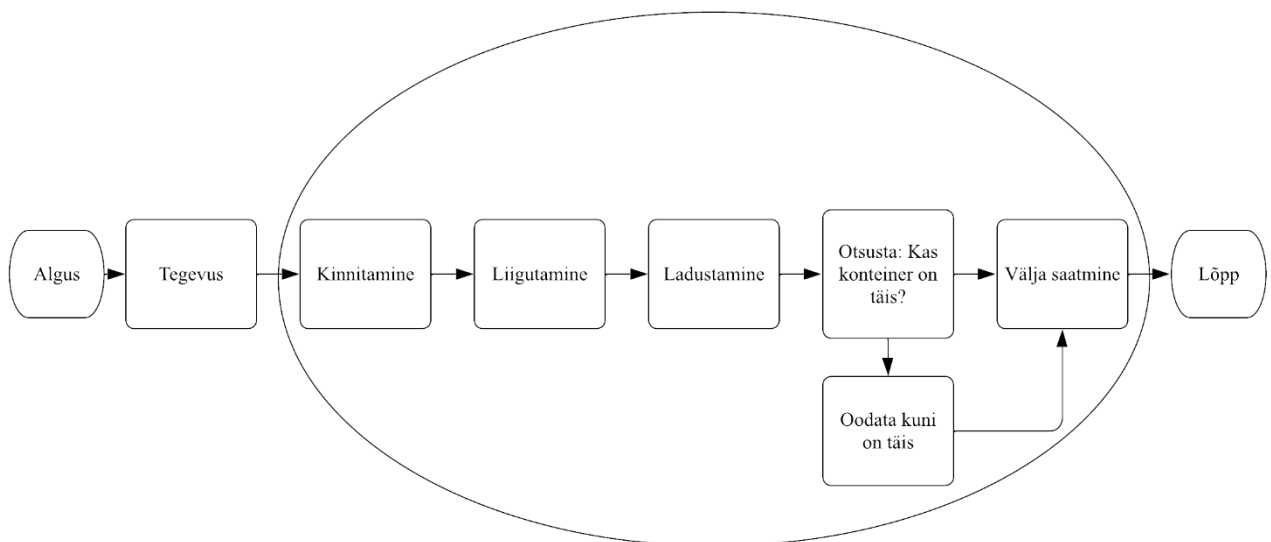 Algus
Tegevus
Kinnitamine
Liigutamine
Ladustamine
Otsusta: Kas
konteiner on
täis?
Välja saatmine
Lõpp
Oodata kuni
on täis